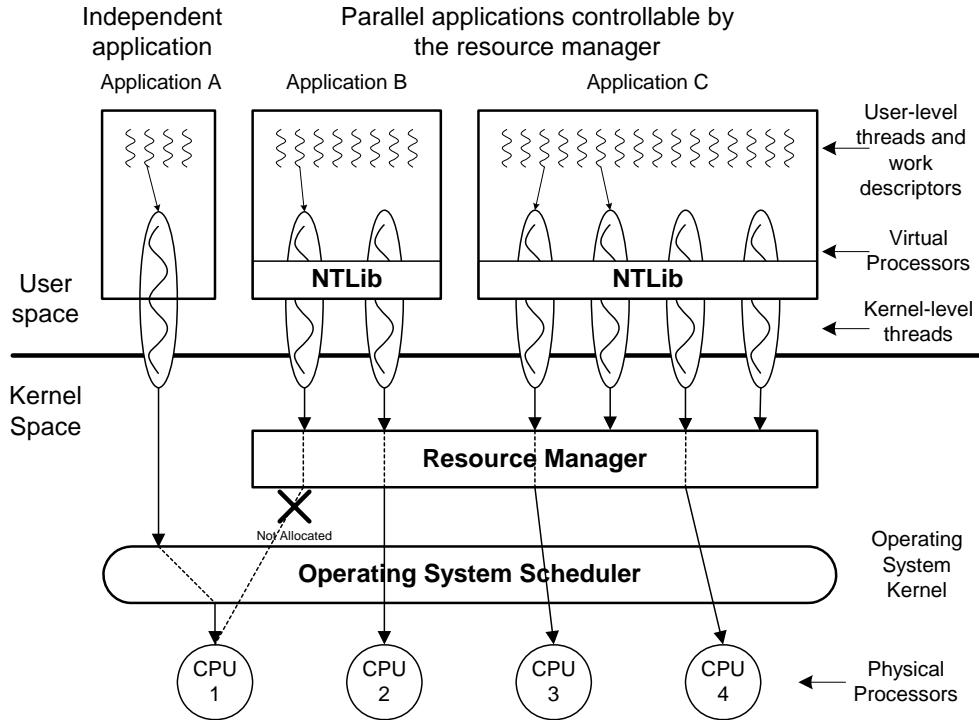 Independent
application
Parallel applications controllable by
the resource manager
Application A
Application B
Application C
User-level
threads and
work
descriptors
Virtual
Processors
NTLib
NTLib
User
space
Kernel-level
threads
Kernel
Space
Resource Manager
Not Allocated
Operating System Scheduler
Operating
System
Kernel
CPU
1
CPU
2
CPU
3
CPU
4
Physical
Processors